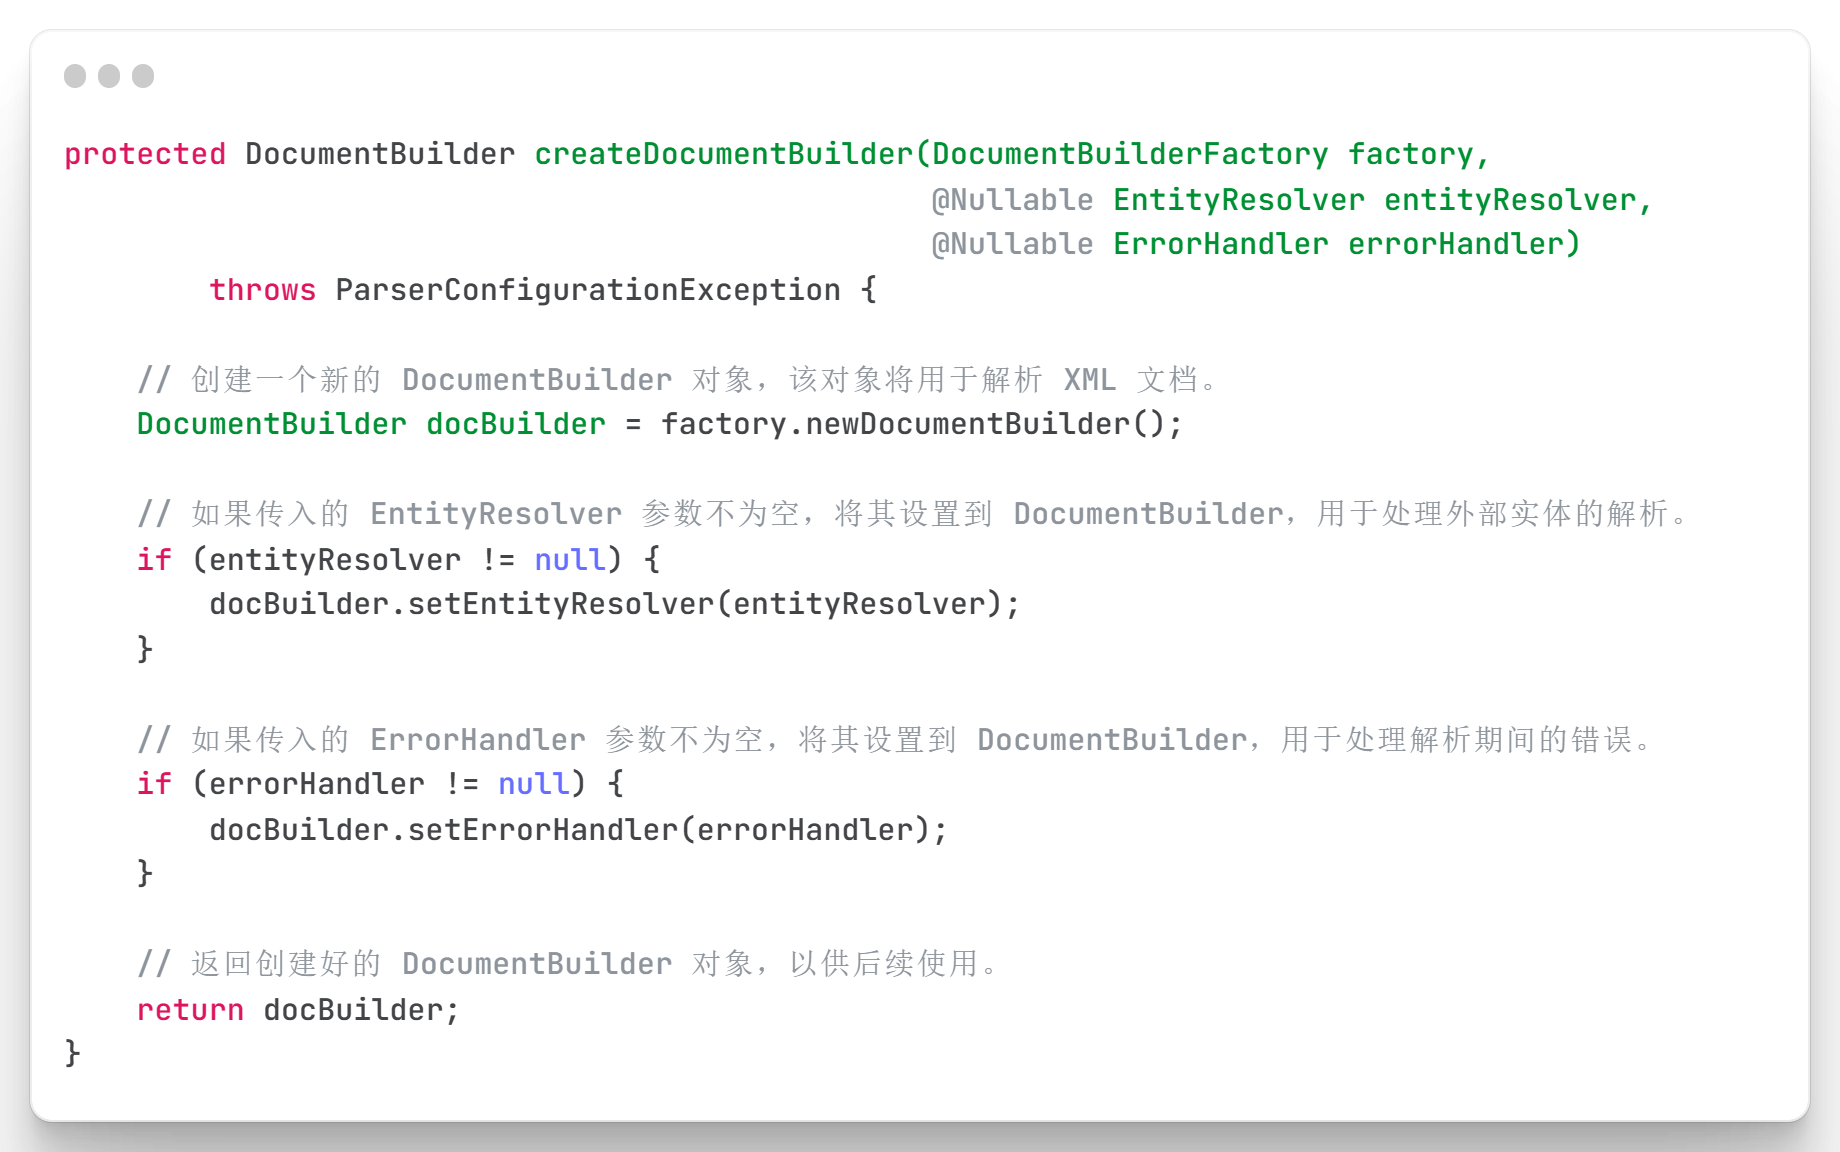 protected DocumentBuilder createDocumentBuilder(DocumentBuilderFactory factory,
                                                @Nullable EntityResolver entityResolver,
                                                @Nullable ErrorHandler errorHandler)
        throws ParserConfigurationException {

    // 创建一个新的 DocumentBuilder 对象，该对象将用于解析 XML 文档。
    DocumentBuilder docBuilder = factory.newDocumentBuilder();

    // 如果传入的 EntityResolver 参数不为空，将其设置到 DocumentBuilder，用于处理外部实体的解析。
    if (entityResolver != null) {
        docBuilder.setEntityResolver(entityResolver);
    }

    // 如果传入的 ErrorHandler 参数不为空，将其设置到 DocumentBuilder，用于处理解析期间的错误。
    if (errorHandler != null) {
        docBuilder.setErrorHandler(errorHandler);
    }

    // 返回创建好的 DocumentBuilder 对象，以供后续使用。
    return docBuilder;
}